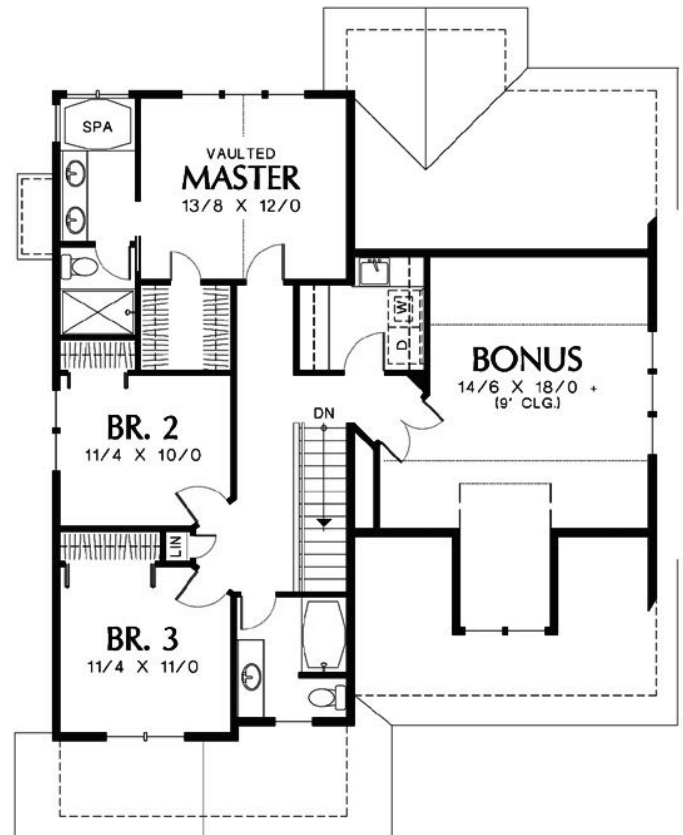 SPA
VAULTED
MASTER
13/8 X 12/0
W
D
BONUS
14/6 X 18/0 +
(9' CLG.)
DN
BR. 2
11/4 X 10/0
LIN
BR. 3
11/4 X 11/0